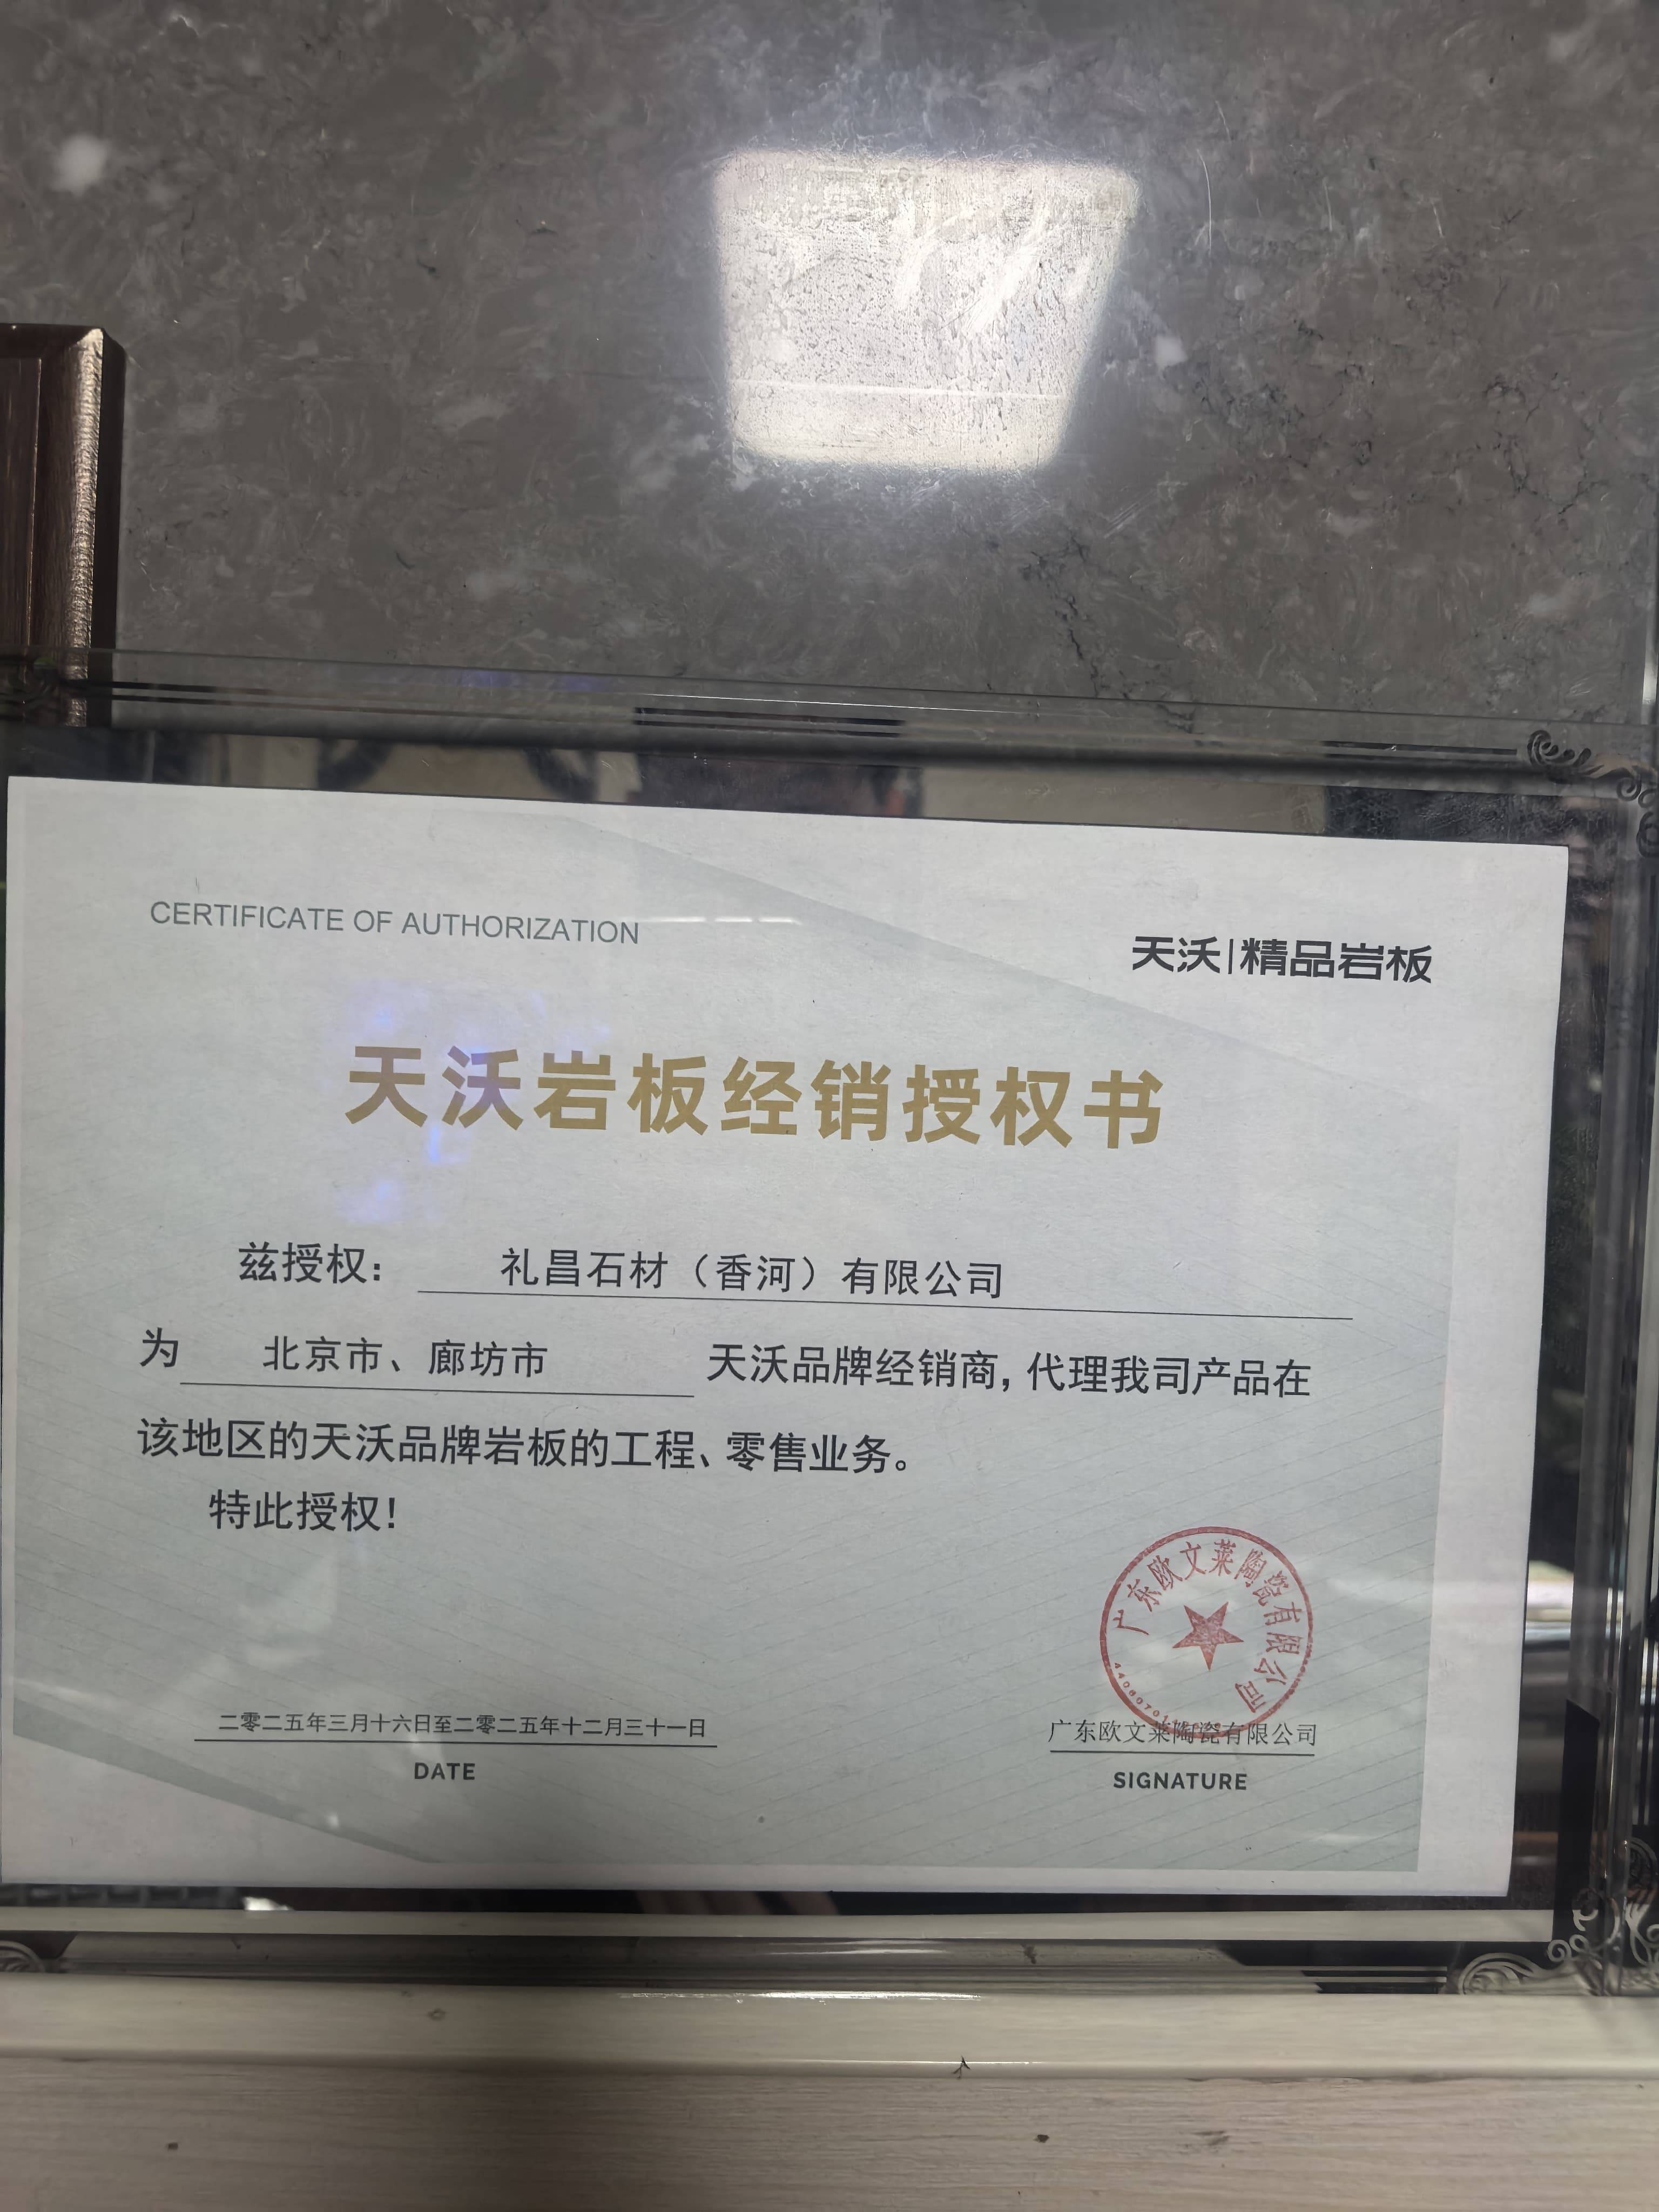 CERTIFICATE OF AUTHORIZATION
天沃|精品岩板
天沃岩板经销授权书
兹授权: 礼昌石材（香河）有限公司
为 北京市、廊坊市 天沃品牌经销商,代理我司产品在
该地区的天沃品牌岩板的工程、零售业务。
特此授权!
广东欧文莱陶瓷有限公司
二零二五年三月十六日至二零二五年十二月三十一日
广东欧文莱陶瓷有限公司
DATE
SIGNATURE